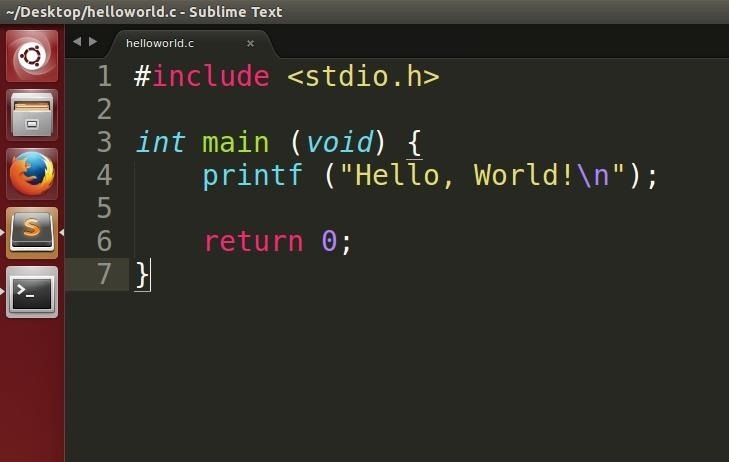 ~/Desktop/helloworld.c - Sublime Text
helloworld.c ×
1 #include <stdio.h>
2
3 int main (void) {
4     printf ("Hello, World!\n");
5
6     return 0;
7 }